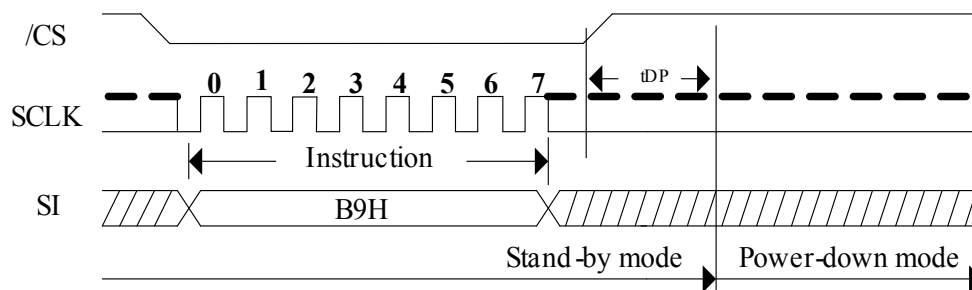 /CS
tDP
0 1 2 3 4 5 6 7
SCLK
Instruction
SI
B9H
Stand-by mode Power-down mode